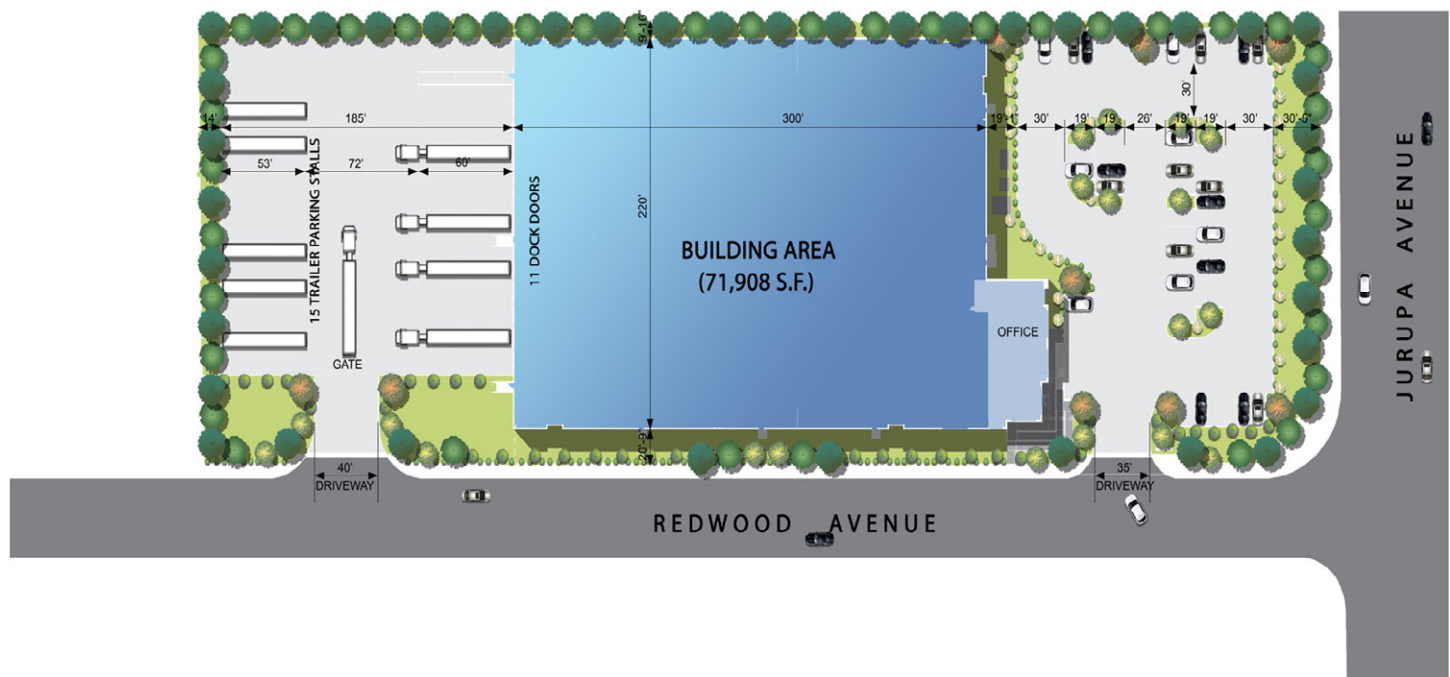 9'-10"
30'
14'
185'
300'
19'-1"
30'
19'
19'
26'
19'
19'
30'
30'-6"
53'
72'
60'
15 TRAILER PARKING STALLS
11 DOCK DOORS
220'
BUILDING AREA
(71,908 S.F.)
OFFICE
GATE
20'-9"
40'
DRIVEWAY
35'
DRIVEWAY
REDWOOD AVENUE
JURUPA AVENUE